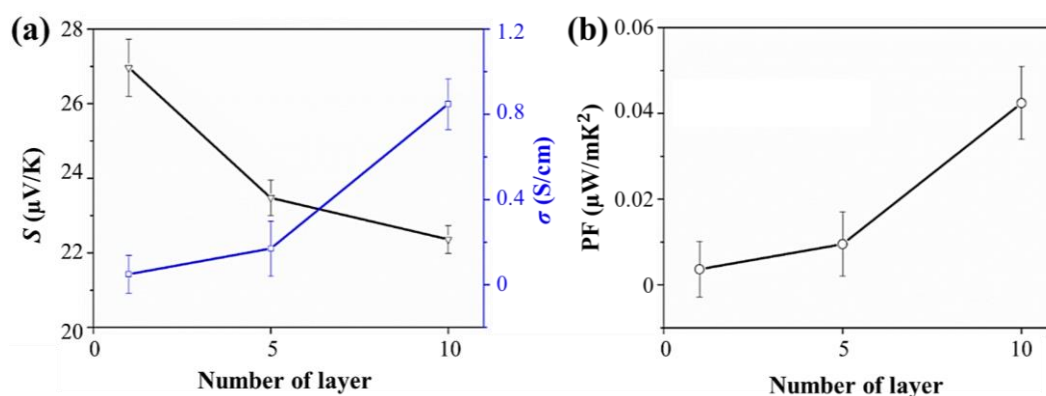 (a)
28
26
24
22
20
S (µV/K)
1.2
0.8
0.4
0
σ (S/cm)
0
5
10
Number of layer
(b)
0.06
0.04
0.02
0
PF (µW/mK²)
0
5
10
Number of layer